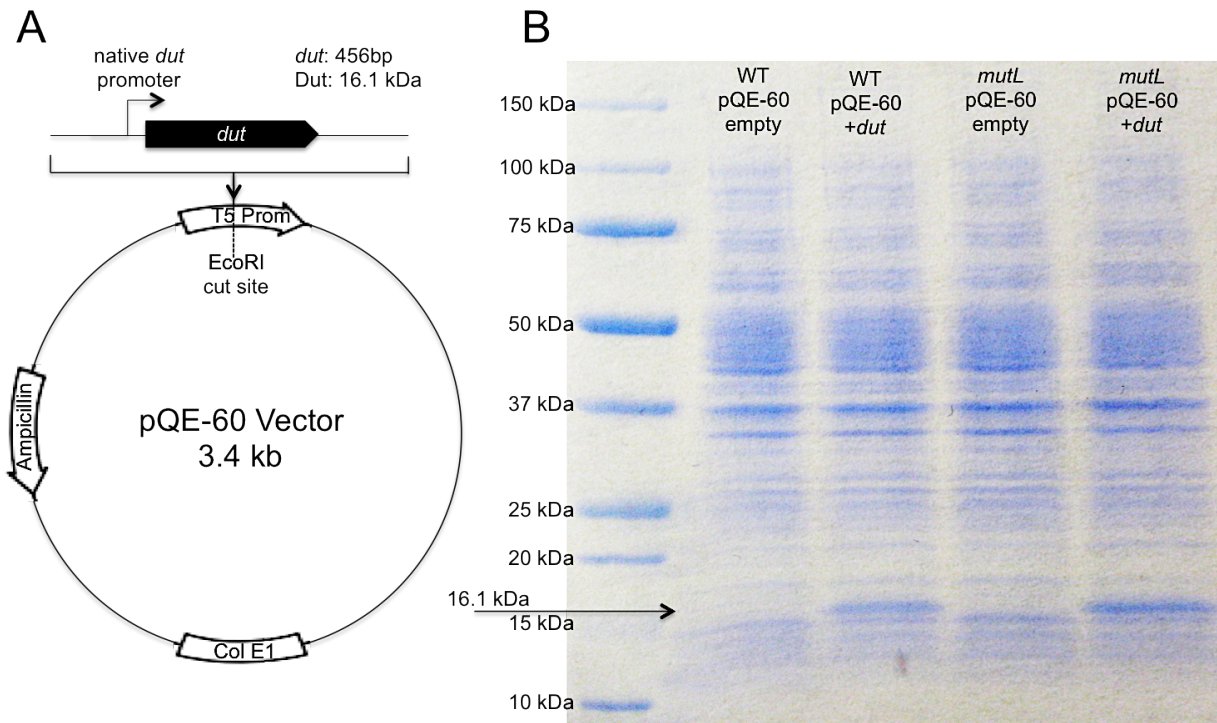 A
native dut
promoter
dut: 456bp
Dut: 16.1 kDa
dut
T5 Prom
EcoRI
cut site
Ampicillin
pQE-60 Vector
3.4 kb
Col E1
B
WT
pQE-60
empty
WT
pQE-60
+dut
mutL
pQE-60
empty
mutL
pQE-60
+dut
150 kDa
100 kDa
75 kDa
50 kDa
37 kDa
25 kDa
20 kDa
16.1 kDa
15 kDa
10 kDa